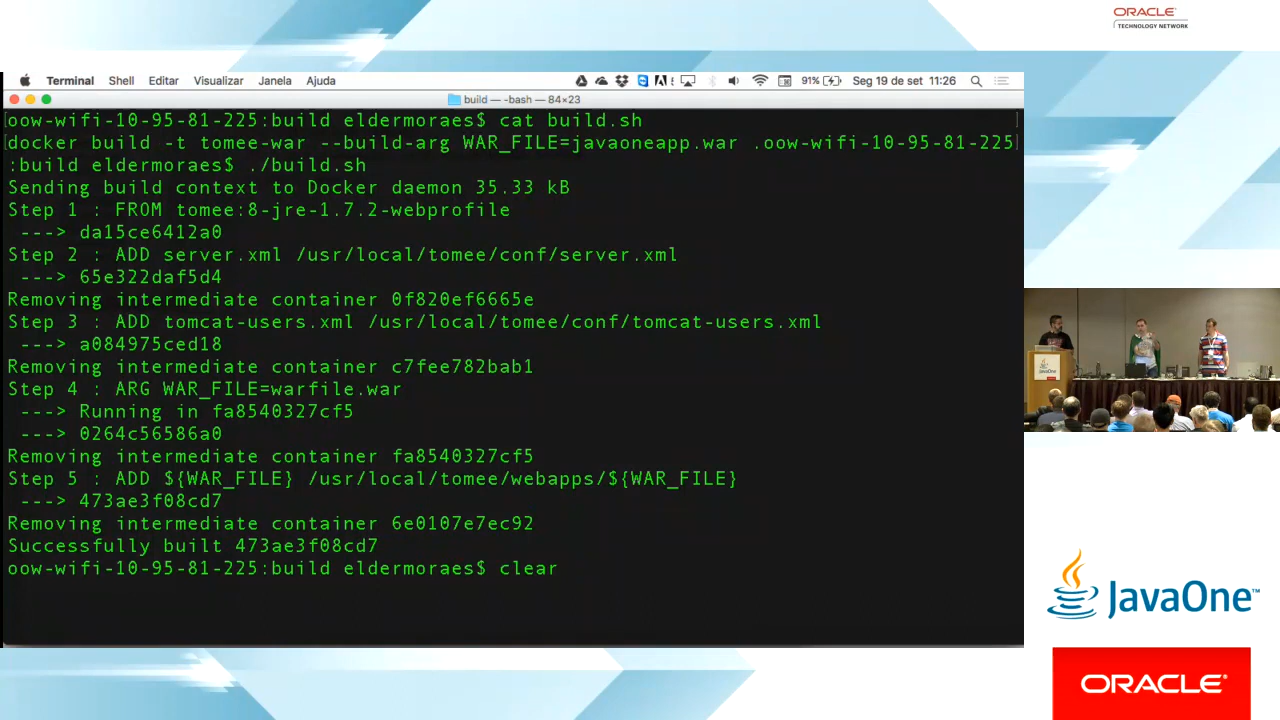 ORACLE
TECHNOLOGY NETWORK
Terminal Shell Editar Visualizar Janela Ajuda 91% Seg 19 de set 11:26
build — -bash — 84×23
oow-wifi-10-95-81-225:build eldermoraes$ cat build.sh
docker build -t tomee-war --build-arg WAR_FILE=javaoneapp.war .oow-wifi-10-95-81-225
:build eldermoraes$ ./build.sh
Sending build context to Docker daemon 35.33 kB
Step 1 : FROM tomee:8-jre-1.7.2-webprofile
---> da15ce6412a0
Step 2 : ADD server.xml /usr/local/tomee/conf/server.xml
---> 65e322daf5d4
Removing intermediate container 0f820ef6665e
Step 3 : ADD tomcat-users.xml /usr/local/tomee/conf/tomcat-users.xml
---> a084975ced18
Removing intermediate container c7fee782bab1
Step 4 : ARG WAR_FILE=warfile.war
---> Running in fa8540327cf5
---> 0264c56586a0
Removing intermediate container fa8540327cf5
Step 5 : ADD ${WAR_FILE} /usr/local/tomee/webapps/${WAR_FILE}
---> 473ae3f08cd7
Removing intermediate container 6e0107e7ec92
Successfully built 473ae3f08cd7
oow-wifi-10-95-81-225:build eldermoraes$ clear
JavaOne
JavaOne™
ORACLE®